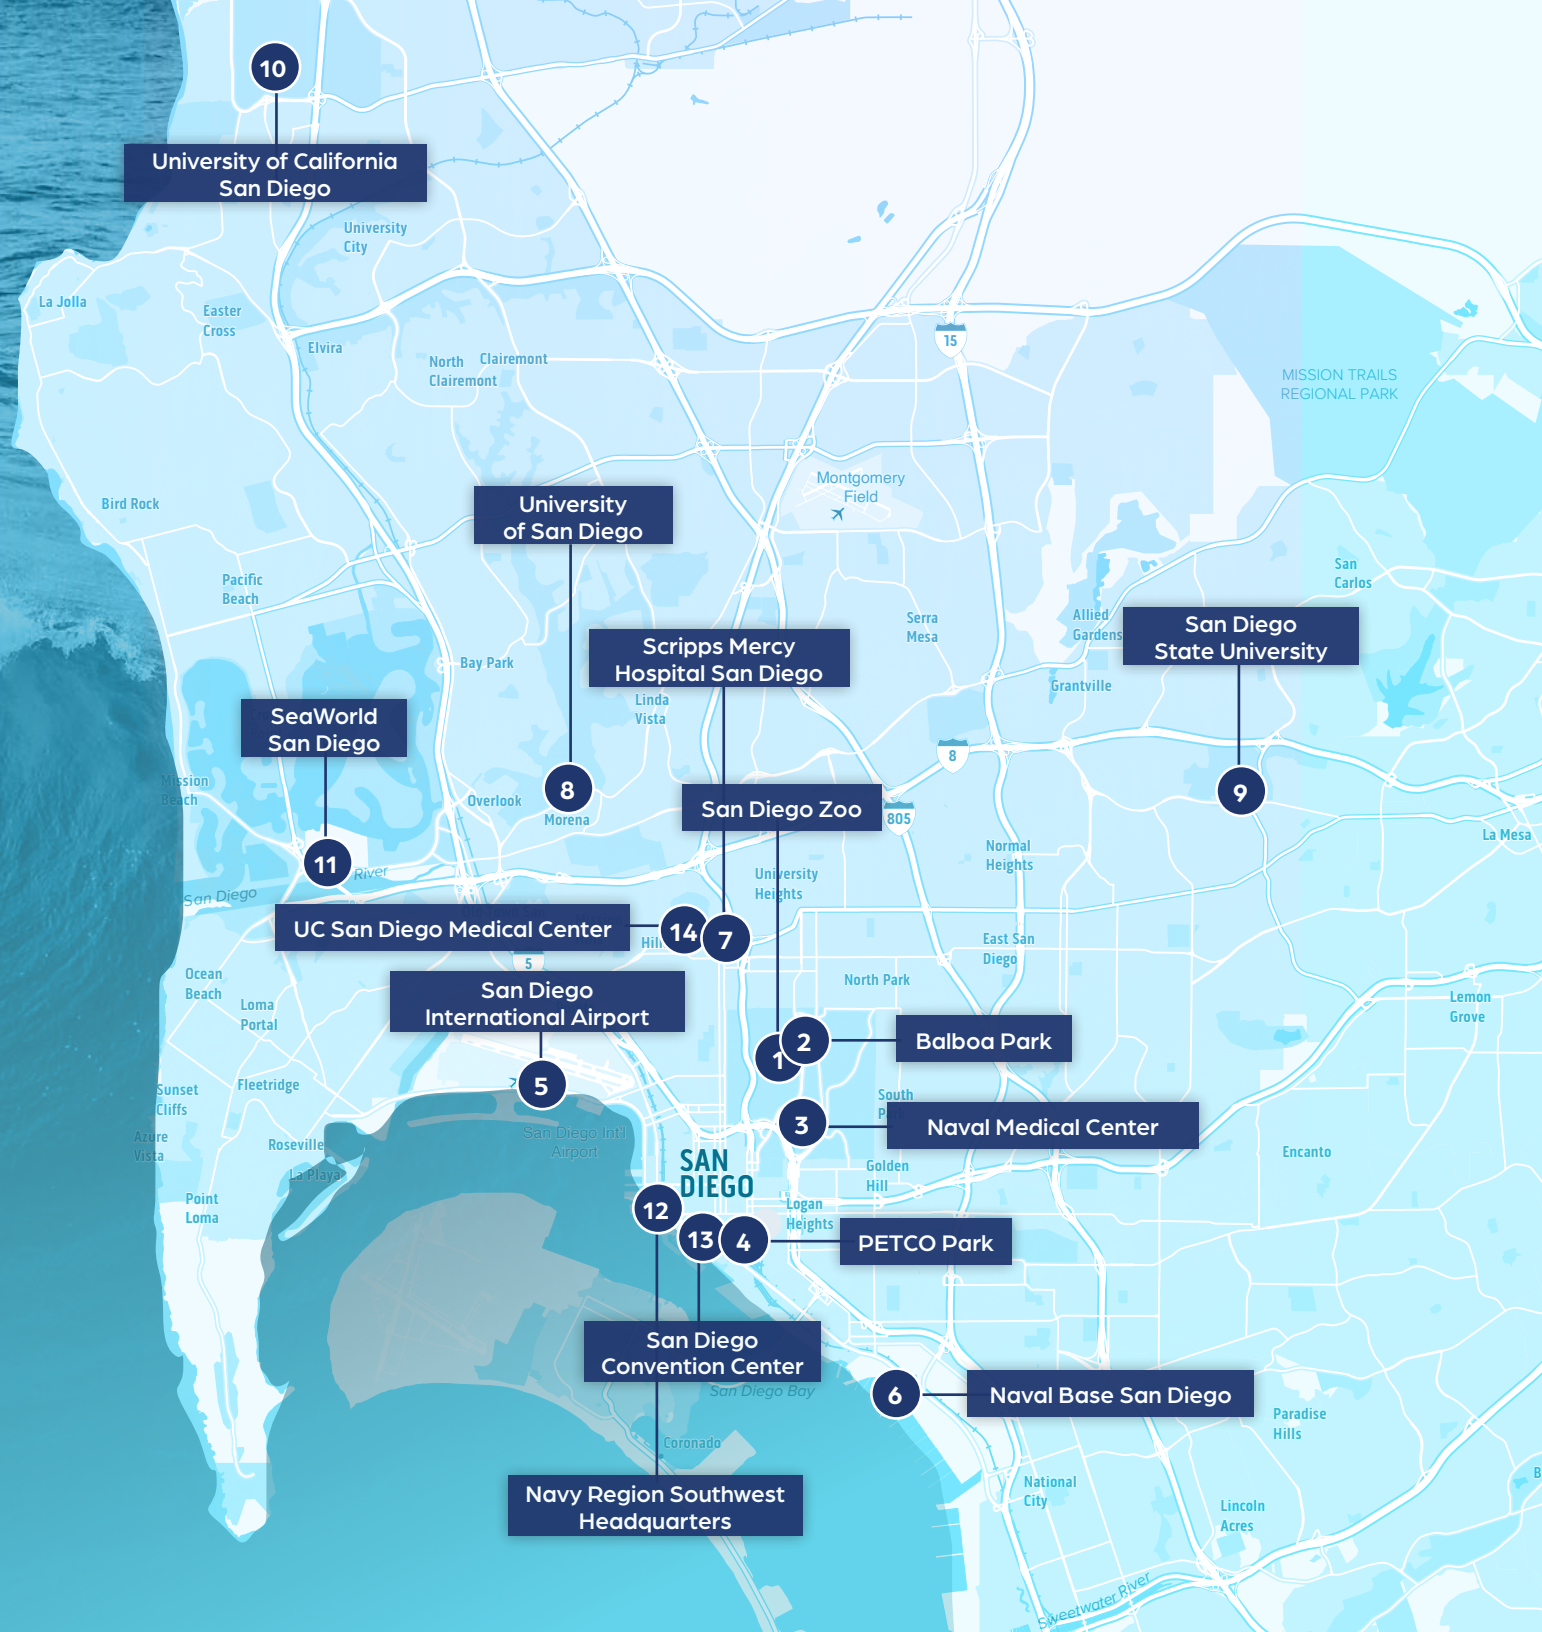 10
University of California
San Diego
University
City
La Jolla
Easter
Cross
Elvira
North
Clairemont
Clairemont
15
MISSION TRAILS
REGIONAL PARK
Montgomery
Field
Bird Rock
University
of San Diego
Pacific
Beach
San
Carlos
Allied
Gardens
Serra
Mesa
San Diego
State University
Scripps Mercy
Hospital San Diego
Bay Park
Grantville
Linda
Vista
SeaWorld
San Diego
8
Mission
Beach
8
9
Overlook
Morena
San Diego Zoo
805
La Mesa
11
River
San Diego
University
Heights
Normal
Heights
UC San Diego Medical Center
14
7
Hill
5
East San
Diego
Ocean
Beach
San Diego
International Airport
North Park
Loma
Portal
Lemon
Grove
1
2
Balboa Park
5
Fleetridge
Sunset
Cliffs
South
3
Naval Medical Center
San Diego Int'l
Airport
Azure
Vista
Roseville
La Playa
Encanto
SAN
DIEGO
Golden
Hill
Point
Loma
12
13
4
Logan
Heights
PETCO Park
San Diego
Convention Center
San Diego Bay
6
Naval Base San Diego
Paradise
Hills
Coronado
National
City
Navy Region Southwest
Headquarters
Lincoln
Acres
B
Sweetwater River